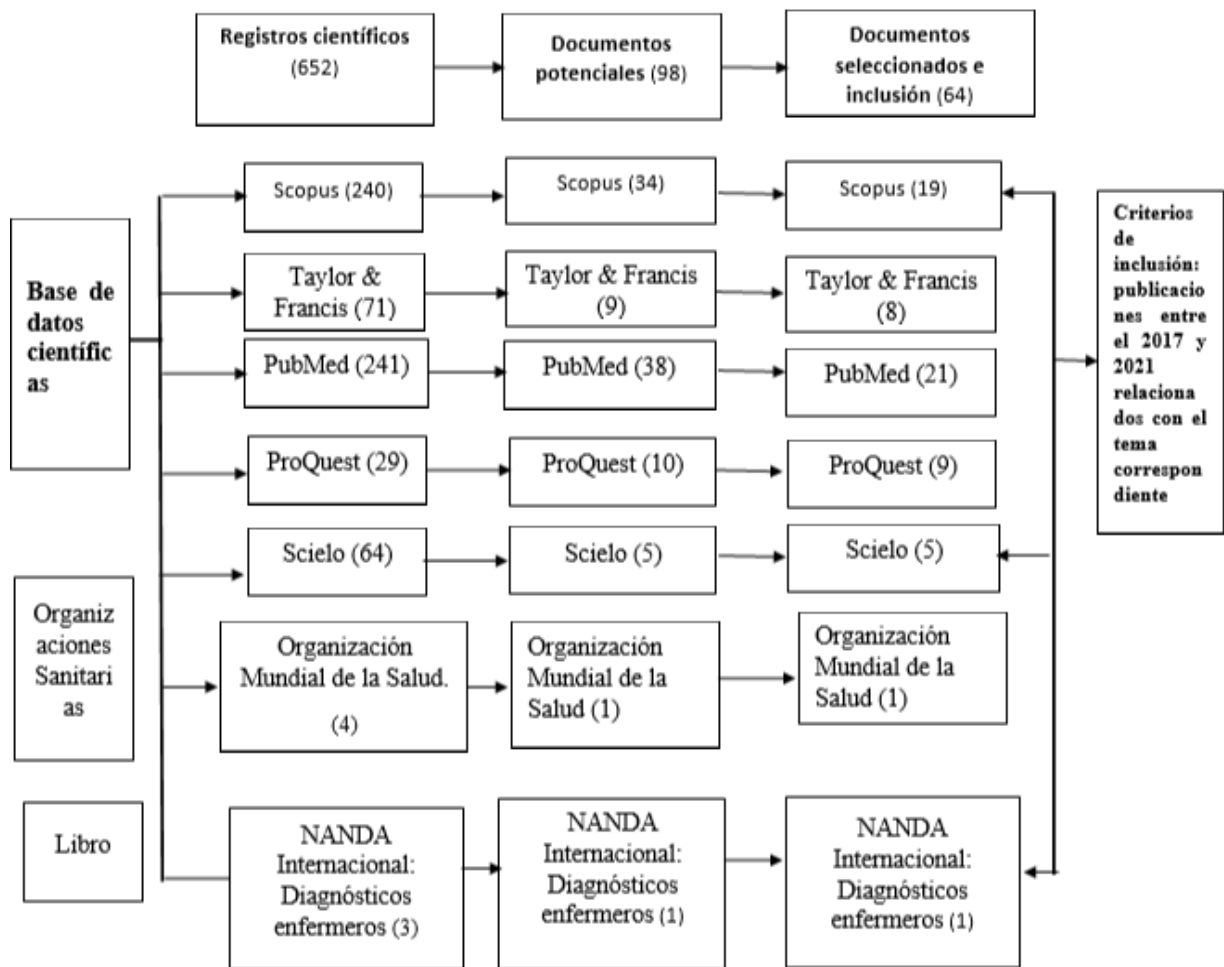 Registros científicos
(652)
Documentos
potenciales (98)
Documentos
seleccionados e
inclusión (64)
Base de
datos
científic
as
Scopus (240)
Scopus (34)
Scopus (19)
Taylor &
Francis (71)
Taylor & Francis
(9)
Taylor & Francis
(8)
PubMed (241)
PubMed (38)
PubMed (21)
ProQuest (29)
ProQuest (10)
ProQuest (9)
Scielo (64)
Scielo (5)
Scielo (5)
Criterios
de
inclusión:
publicacio
nes entre
el 2017 y
2021
relaciona
dos con el
tema
correspon
diente
Organiz
aciones
Sanitari
as
Organización
Mundial de la Salud.
(4)
Organización
Mundial de la
Salud (1)
Organización
Mundial de la
Salud (1)
Libro
NANDA
Internacional:
Diagnósticos
enfermeros (3)
NANDA
Internacional:
Diagnósticos
enfermeros (1)
NANDA
Internacional:
Diagnósticos
enfermeros (1)